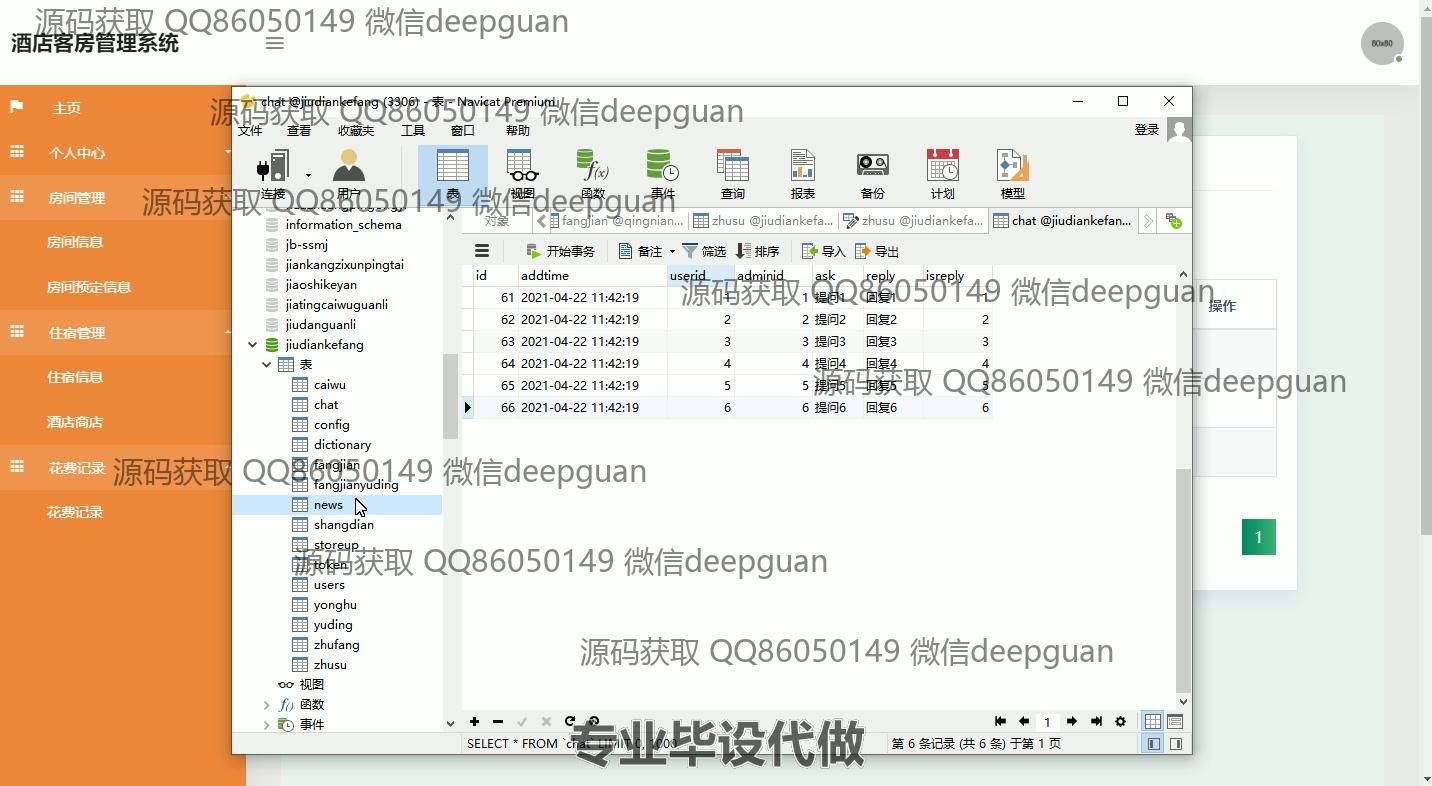 源码获取 QQ86050149 微信deepguan
酒店客房管理系统
80x80
主页
个人中心
房间管理
房间信息
房间预定信息
住宿管理
住宿信息
酒店商店
花费记录
花费记录
chat @jiudiankefang (3306) - 表 - Navicat Premium
源码获取 QQ86050149 微信deepguan
文件 查看 收藏夹 工具 窗口 帮助 登录
连接 用户 表 视图 函数 事件 查询 报表 备份 计划 模型
源码获取 QQ86050149 微信deepguan
对象 fangjian @qingnian... zhusu @jiudiankefa... zhusu @jiudiankefa... chat @jiudiankefan...
information_schema
jb-ssmj
jiankangzixunpingtai
jiaoshikeyan
jiatingcaiwuguanli
jiudanguanli
jiudiankefang
表
caiwu
chat
config
dictionary
fangjian
fangjianyuding
news
shangdian
storeup
token
users
yonghu
yuding
zhufang
zhusu
视图
函数
事件
开始事务 备注 筛选 排序 导入 导出
id addtime userid adminid ask reply isreply
61 2021-04-22 11:42:19 1 1 提问1 回复1 1
62 2021-04-22 11:42:19 2 2 提问2 回复2 2
63 2021-04-22 11:42:19 3 3 提问3 回复3 3
64 2021-04-22 11:42:19 4 4 提问4 回复4 4
65 2021-04-22 11:42:19 5 5 提问5 回复5 5
66 2021-04-22 11:42:19 6 6 提问6 回复6 6
源码获取 QQ86050149 微信deepguan
操作
源码获取 QQ86050149 微信deepguan
源码获取 QQ86050149 微信deepguan
1
源码获取 QQ86050149 微信deepguan
源码获取 QQ86050149 微信deepguan
1
SELECT * FROM `chat` LIMIT 0, 1000
第 6 条记录 (共 6 条) 于第 1 页
专业毕设代做